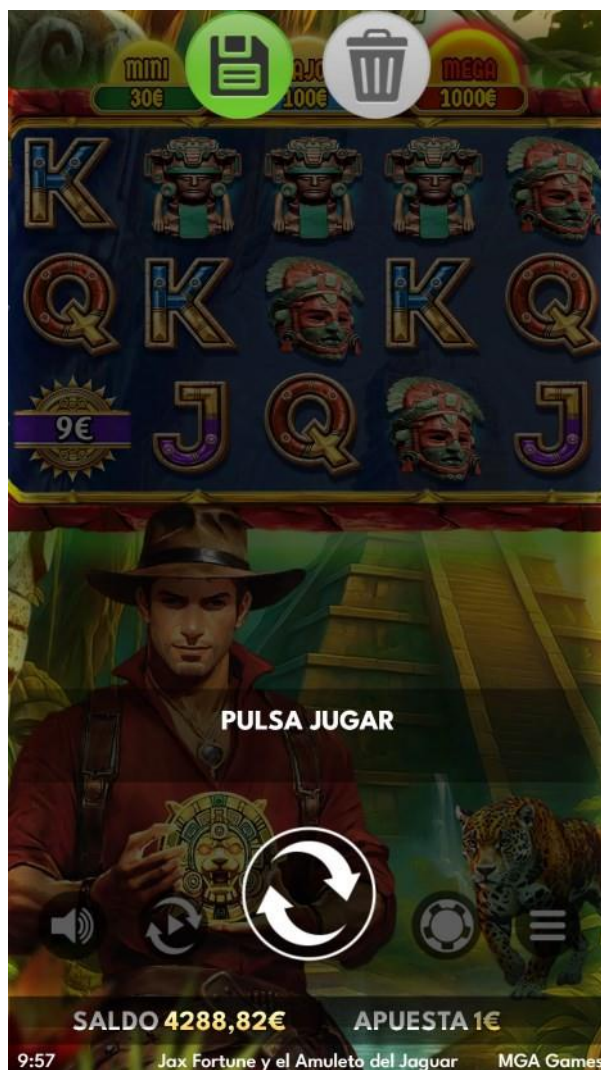 MINI
MEGA
30€
100€
1000€
K
Q
K
K
Q
9€
J
Q
J
PULSA JUGAR
SALDO 4288,82€
APUESTA 1€
9:57
Jax Fortune y el Amuleto del Jaguar
MGA Games